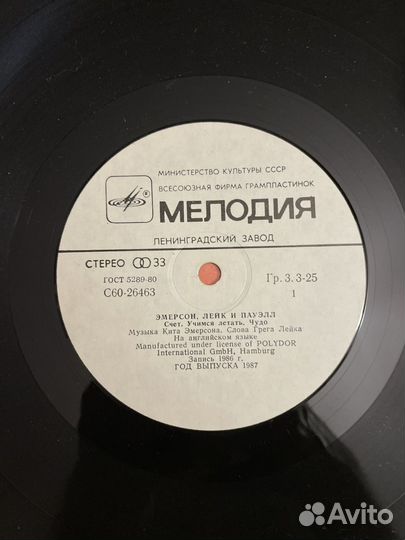 МИНИСТЕРСТВО КУЛЬТУРЫ СССР
ВСЕСОЮЗНАЯ ФИРМА ГРАМПЛАСТИНОК
®
МЕЛОДИЯ
ЛЕНИНГРАДСКИЙ ЗАВОД
СТЕРЕО 33
ГОСТ 5289-80
С60-26463
Гр. 3. 3-25
1
ЭМЕРСОН, ЛЕЙК И ПАУЭЛЛ
Счет. Учимся летать. Чудо
Музыка Кита Эмерсона. Слова Грега Лейка
На английском языке
Manufactured under license of POLYDOR
International GmbH, Hamburg
Запись 1986 г.
ГОД ВЫПУСКА 1987
Avito